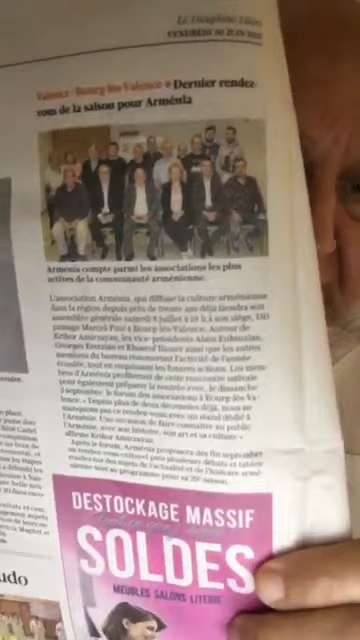 Le Dauphiné Libéré
VENDREDI 30 JUIN
Valence - Bourg-lès-Valence Dernier rendez-
vous de la saison pour Arménia
Arménia compte parmi les associations les plus
actives de la communauté arménienne.
L'association Arménia, qui diffuse la culture arménienne
dans la région depuis près de trente ans déjà tiendra son
assemblée générale samedi 8 juillet à 18 h à son siège, 130
passage Marcel-Paul à Bourg-lès-Valence. Autour de
Krikor Amirzayan, les vice-présidents Alain
Georges et Édouard ainsi que les autres
membres du bureau résumeront l'activité de l'année
écoulée, tout en esquissant les futures actions. Les mem-
bres d'Arménia profiteront de cette rencontre estivale
pour également préparer la rentrée avec, le dimanche
septembre, le forum des associations à Bourg-lès-Va-
lence. « Depuis plus de deux décennies déjà, nous ne
manquons pas ce rendez-vous avec un stand dédié à
l'Arménie. Une occasion de faire connaître au public
l'Arménie, avec son histoire, son art et sa culture »
affirme Krikor Amirzayan.
Après le forum, Arménia proposera dès fin septembre
un rendez-vous culturel puis plusieurs débats et tables
rondes sur des sujets de l'actualité et de l'histoire armé-
nienne sont au programme pour sa saison.
DESTOCKAGE MASSIF
SOLDES
MEUBLES SALONS LITERIE